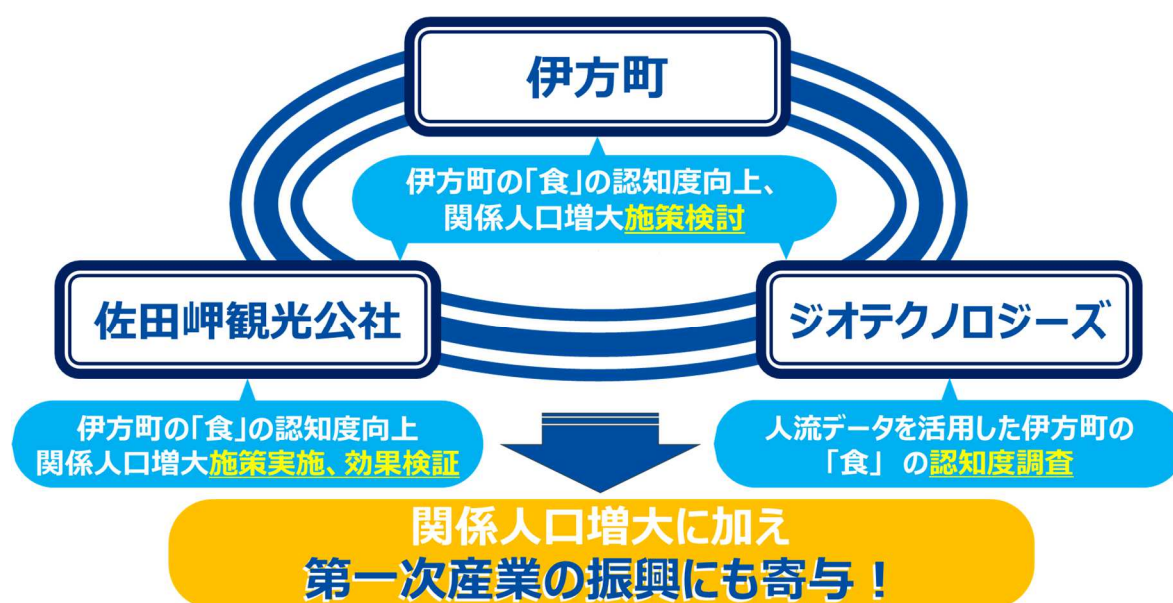 伊方町
伊方町の「食」の認知度向上、
関係人口増大施策検討
佐田岬観光公社
ジオテクノロジーズ
伊方町の「食」の認知度向上
関係人口増大施策実施、効果検証
人流データを活用した伊方町の
「食」 の認知度調査
関係人口増大に加え
第一次産業の振興にも寄与！